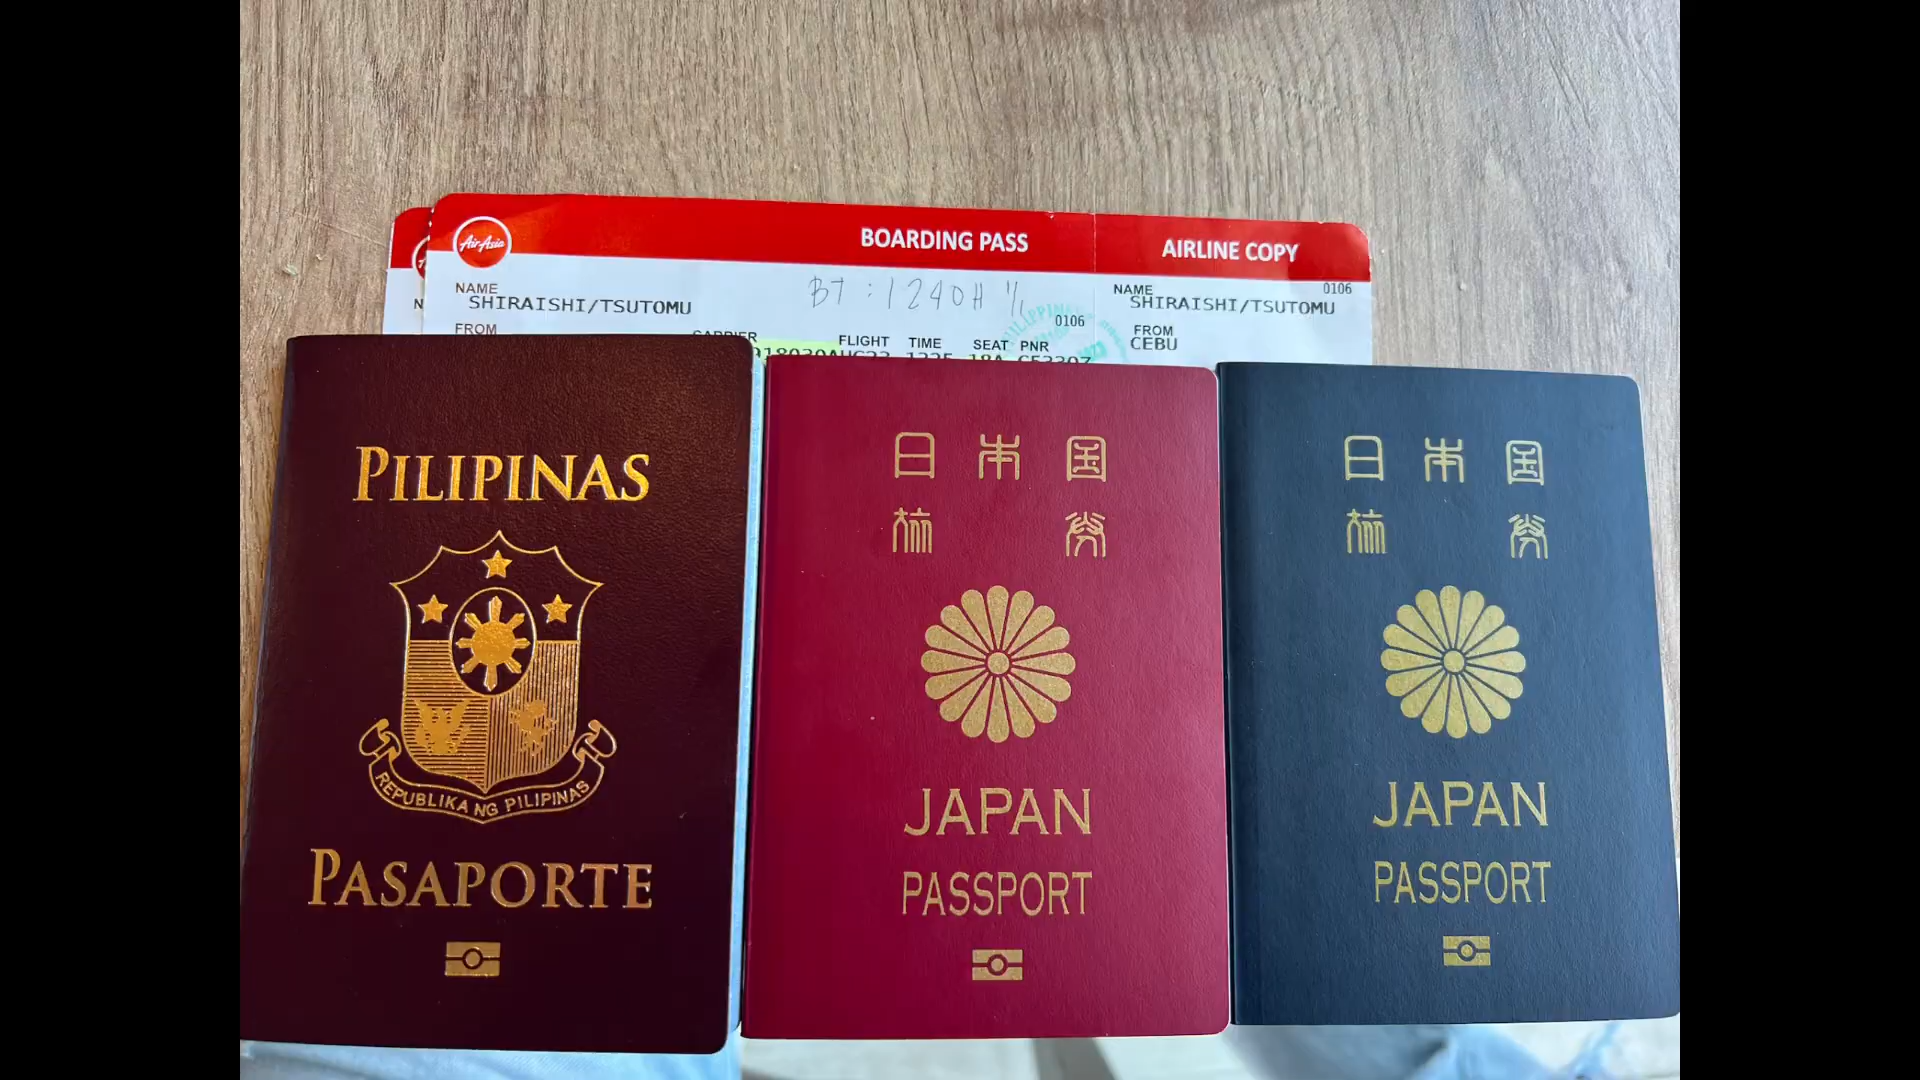 AirAsia
BOARDING PASS
AIRLINE COPY
NAME
SHIRAISHI/TSUTOMU
BT : 1240H
0106
NAME
0106
SHIRAISHI/TSUTOMU
FROM
CARRIER
FLIGHT TIME SEAT PNR
FROM
CEBU
PILIPINAS
REPUBLIKA NG PILIPINAS
PASAPORTE
日本国
旅券
JAPAN
PASSPORT
日本国
旅券
JAPAN
PASSPORT